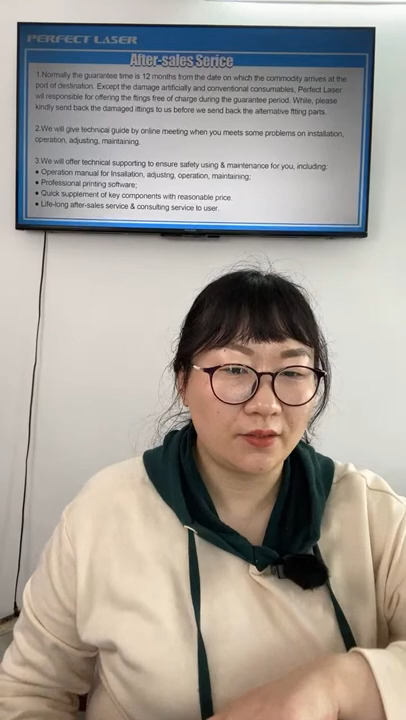 PERFECT LASER
After-sales Serice
1.Normally the guarantee time is 12 months from the date on which the commodity arrives at the
port of destination. Except the damage artificially and conventional consumables, Perfect Laser
will responsible for offering the fttings free of charge during the guarantee period. While, please
kindly send back the damaged ittings to us before we send back the alternative fitting parts.
2.We will give technical guide by online meeting when you meets some problems on installation,
operation, adjusting, maintaining.
3.We will offer technical supporting to ensure safety using & maintenance for you, including:
● Operation manual for Insallation, adjustng, operation, maintaining;
● Professional printing software;
● Quick supplement of key components with reasonable price.
● Life-long after-sales service & consulting service to user.